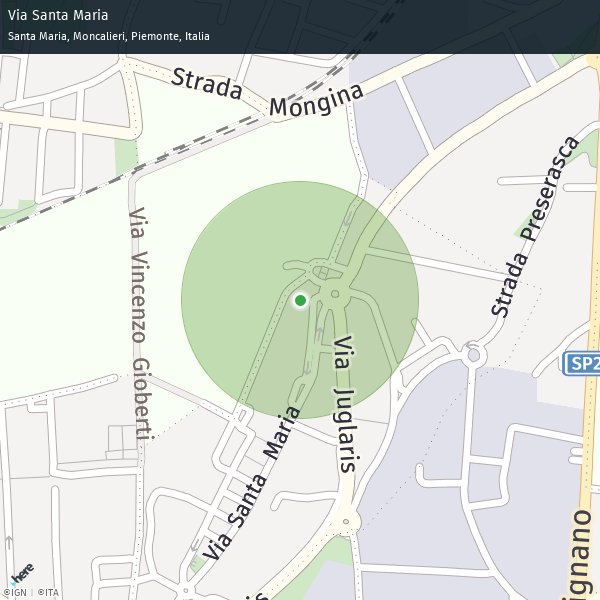 Via Santa Maria
Santa Maria, Moncalieri, Piemonte, Italia
Strada Mongina
Strada Preserasca
Via Vincenzo Gioberti
Via Juglaris
SP2
Via Santa Maria
ignano
is
here
©IGN | ©ITA